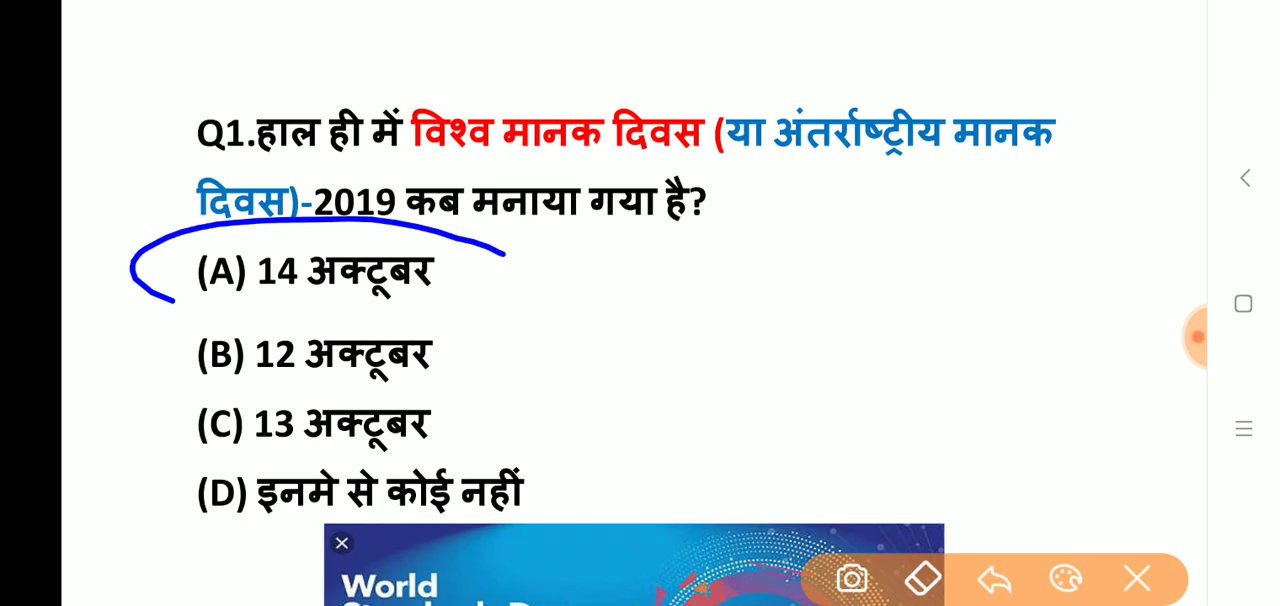 Q1.हाल ही में विश्व मानक दिवस (या अंतर्राष्ट्रीय मानक
दिवस)-2019 कब मनाया गया है?
(A) 14 अक्टूबर
(B) 12 अक्टूबर
(C) 13 अक्टूबर
(D) इनमे से कोई नहीं
World